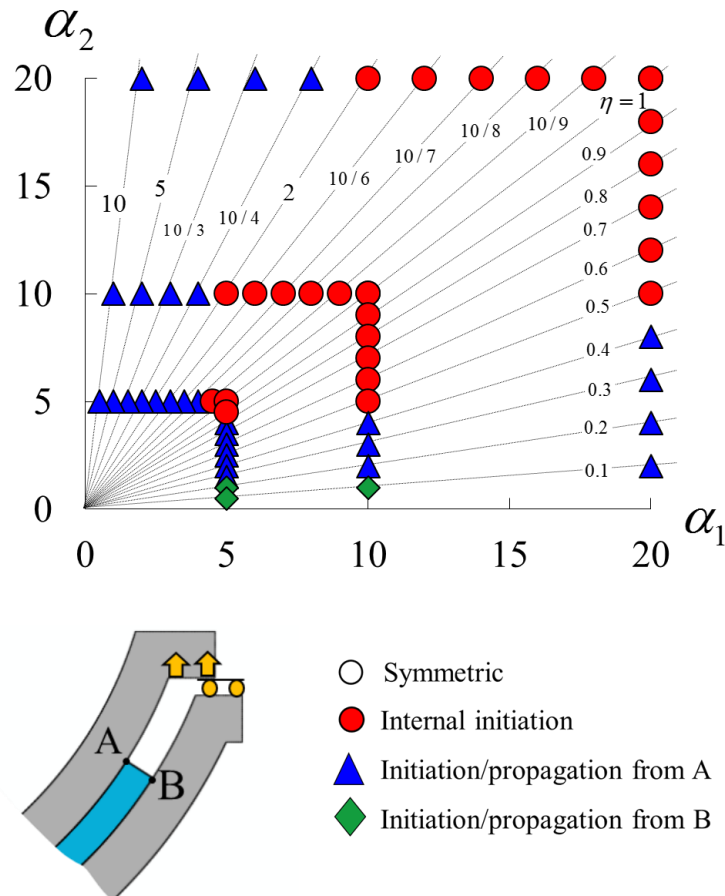 α₂
20
15
10
5
0
0 5 10 15 20
α₁
10
5
10 / 3
10 / 4
2
10 / 6
10 / 7
10 / 8
10 / 9
η = 1
0.9
0.8
0.7
0.6
0.5
0.4
0.3
0.2
0.1
A
B
Symmetric
Internal initiation
Initiation/propagation from A
Initiation/propagation from B